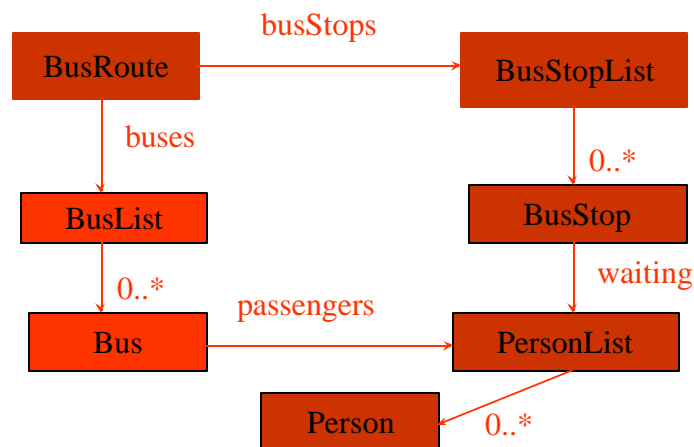 busStops
BusRoute
BusStopList
buses
0..*
BusList
BusStop
waiting
0..*
passengers
Bus
PersonList
Person
0..*